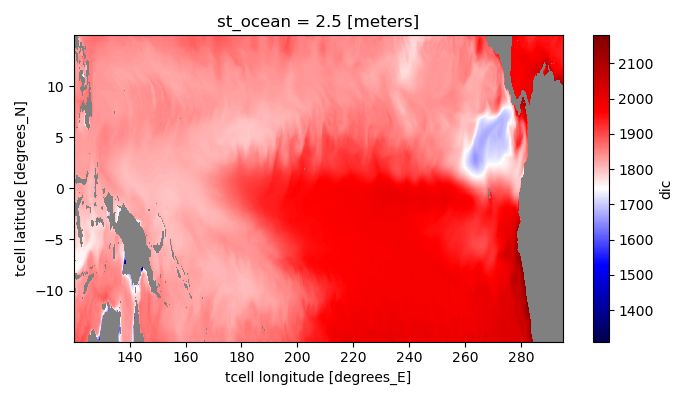 st_ocean = 2.5 [meters]
10
5
0
−5
−10
tcell latitude [degrees_N]
140 160 180 200 220 240 260 280
tcell longitude [degrees_E]
2100
2000
1900
1800
1700
1600
1500
1400
dic